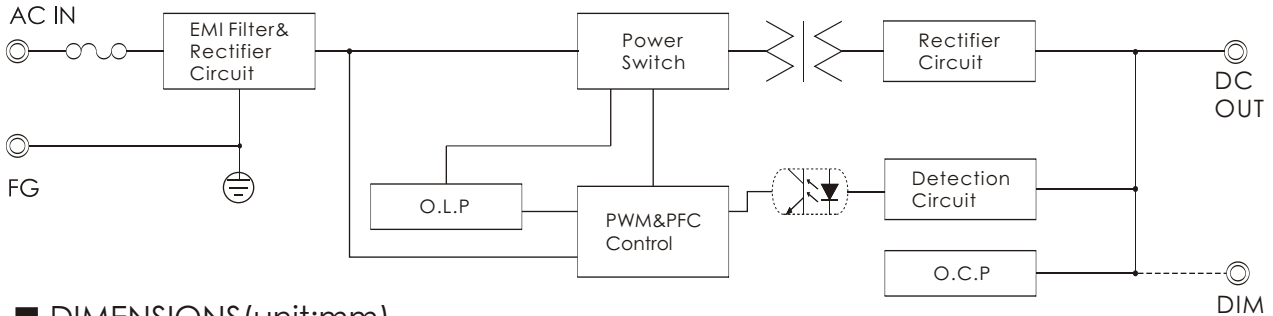 AC IN
EMI Filter&
Rectifier
Circuit
Power
Switch
Rectifier
Circuit
DC
OUT
FG
O.L.P
PWM&PFC
Control
Detection
Circuit
O.C.P
DIM
DIMENSIONS(unit:mm)